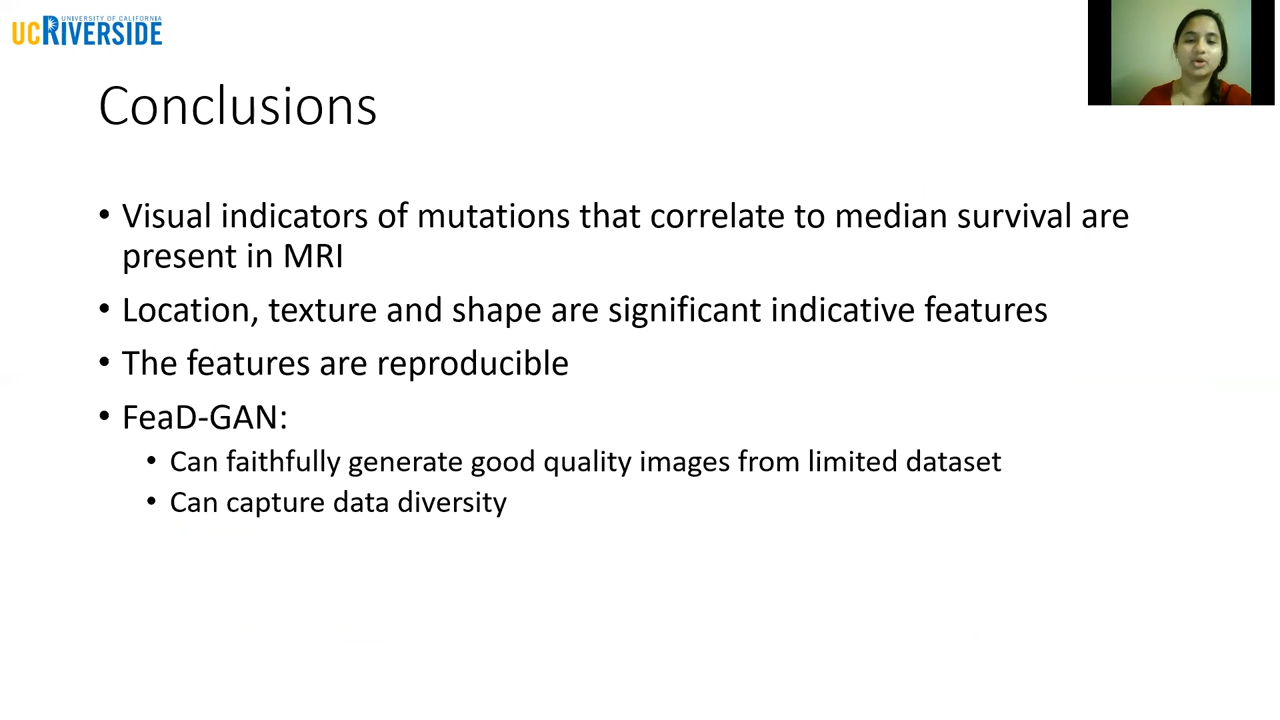 UNIVERSITY OF CALIFORNIA
UCRIVERSIDE
Conclusions
• Visual indicators of mutations that correlate to median survival are
present in MRI
• Location, texture and shape are significant indicative features
• The features are reproducible
• FeaD-GAN:
• Can faithfully generate good quality images from limited dataset
• Can capture data diversity